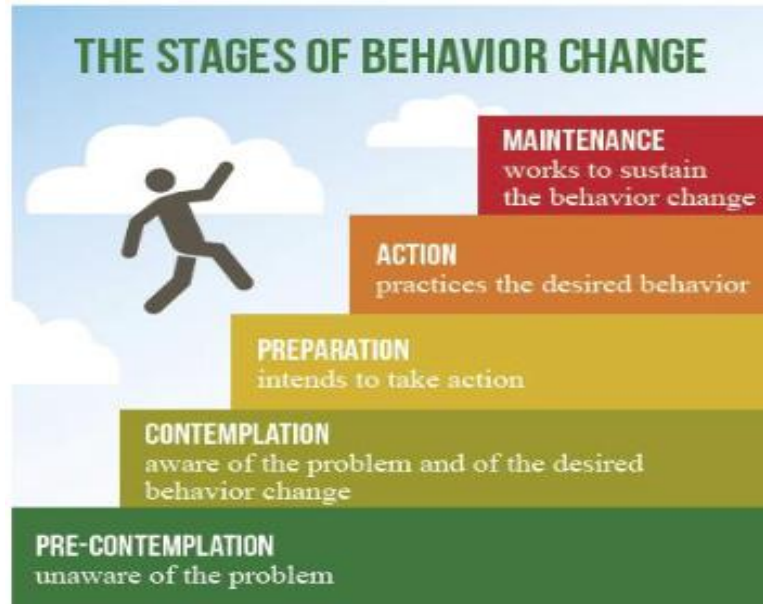 THE STAGES OF BEHAVIOR CHANGE
MAINTENANCE
works to sustain
the behavior change
ACTION
practices the desired behavior
PREPARATION
intends to take action
CONTEMPLATION
aware of the problem and of the desired
behavior change
PRE-CONTEMPLATION
unaware of the problem